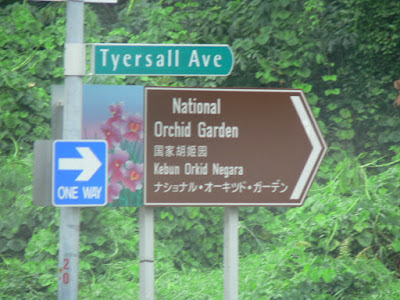 Tyersall Ave
National
Orchid Garden
国家胡姬园
Kebun Orkid Negara
ナショナル・オーキッド・ガーデン
ONE WAY
20